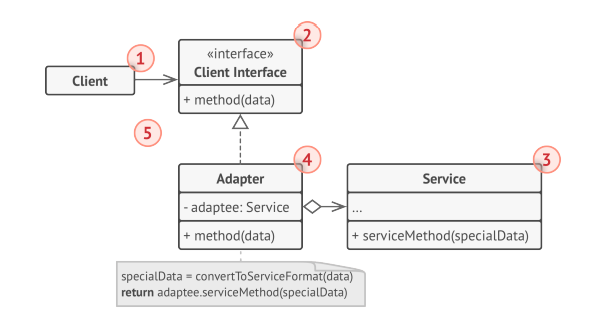 1
2
«interface»
Client
Client Interface
+ method(data)
5
4
3
Adapter
Service
- adaptee: Service
...
+ method(data)
+ serviceMethod(specialData)
specialData = convertToServiceFormat(data)
return adaptee.serviceMethod(specialData)